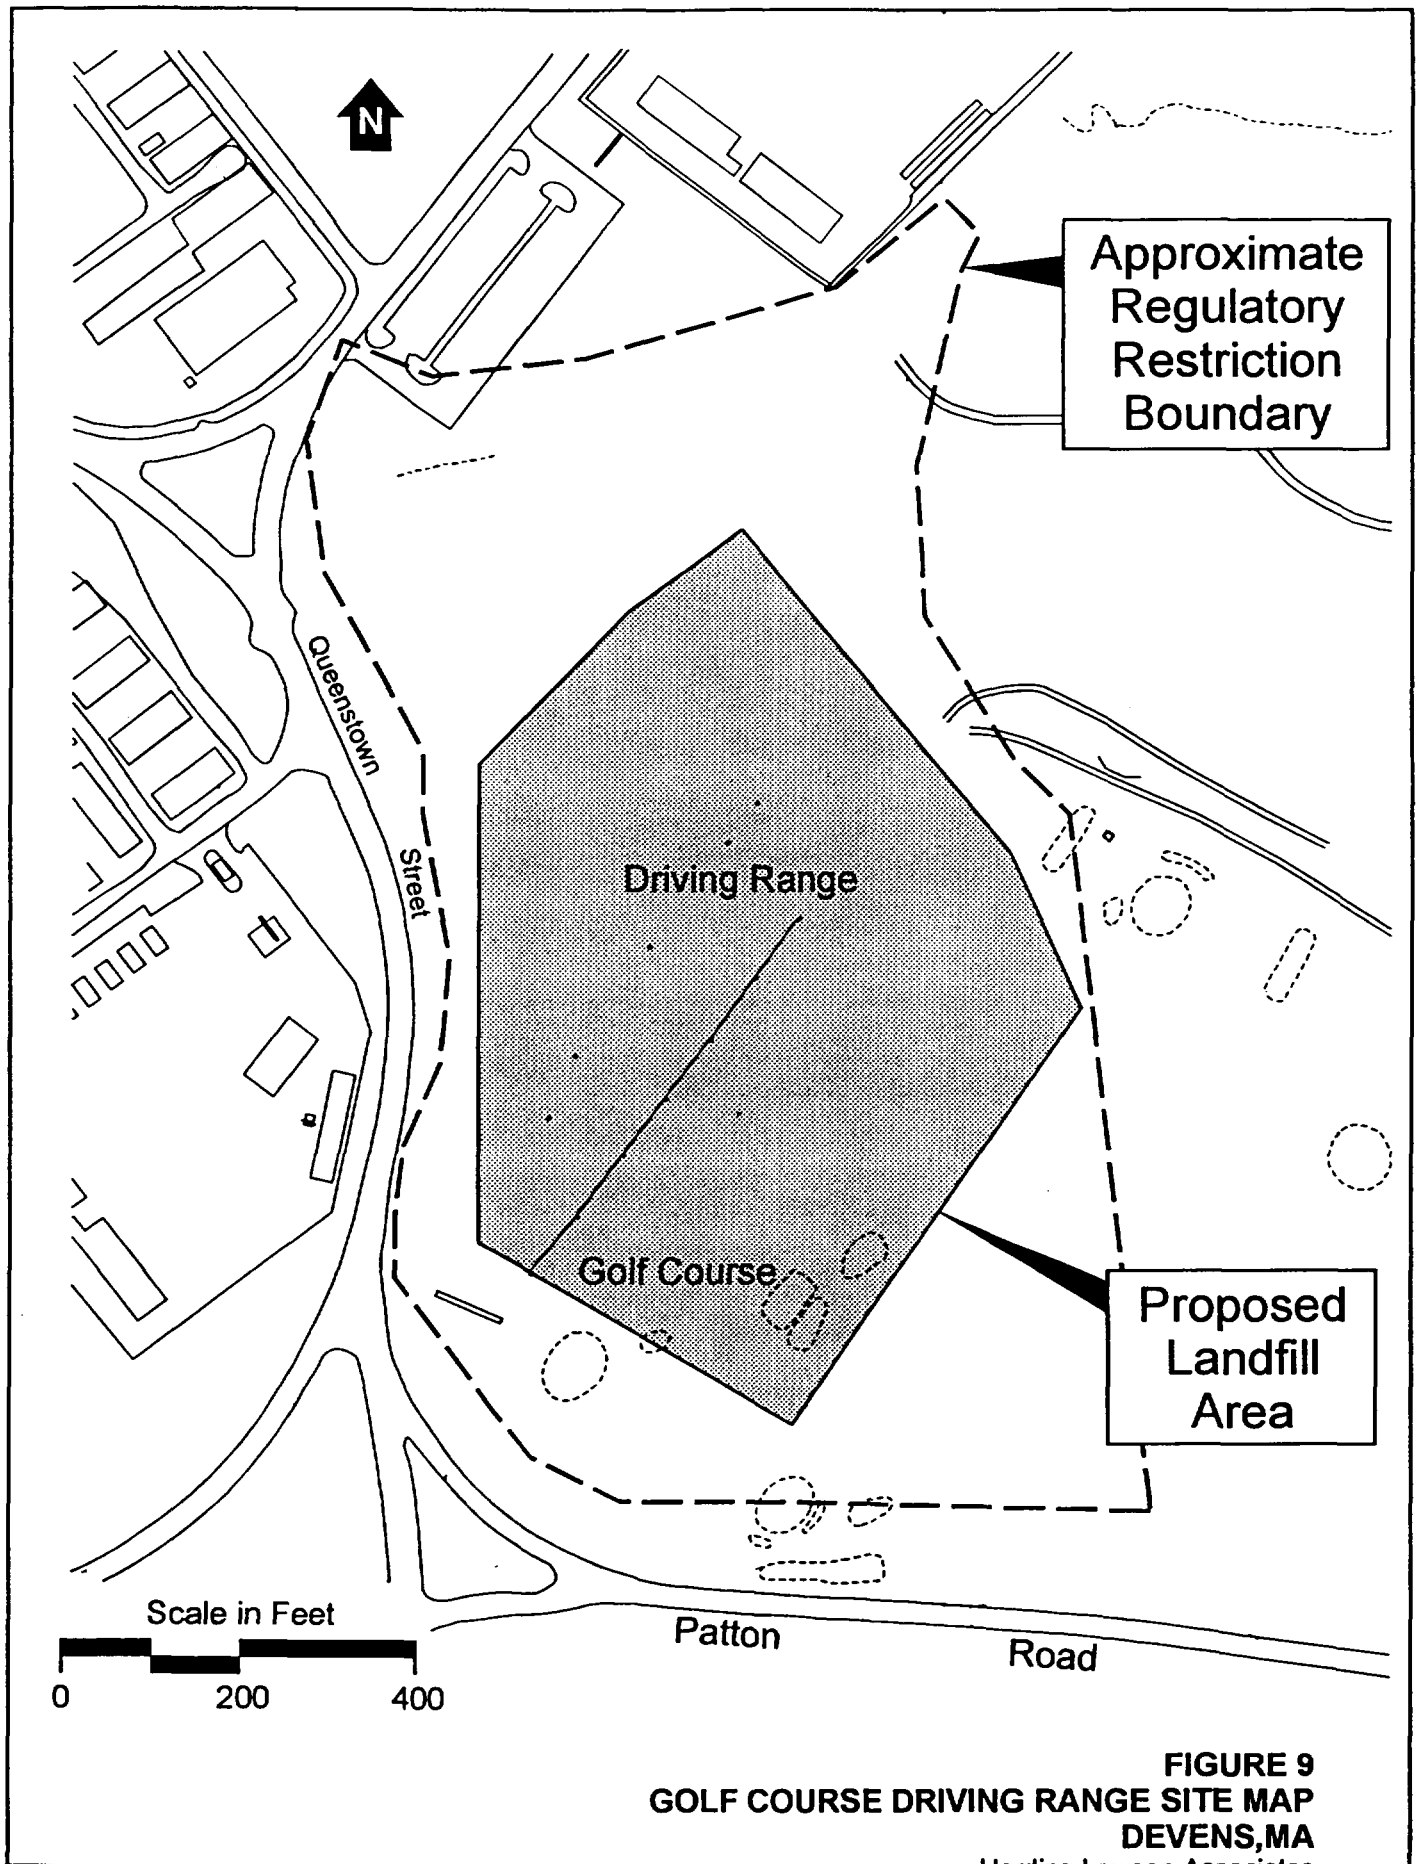 N
Approximate
Regulatory
Restriction
Boundary
Queenstown
Street
Driving Range
Golf Course
Proposed
Landfill
Area
Scale in Feet
0 200 400
Patton
Road
FIGURE 9
GOLF COURSE DRIVING RANGE SITE MAP
DEVENS,MA